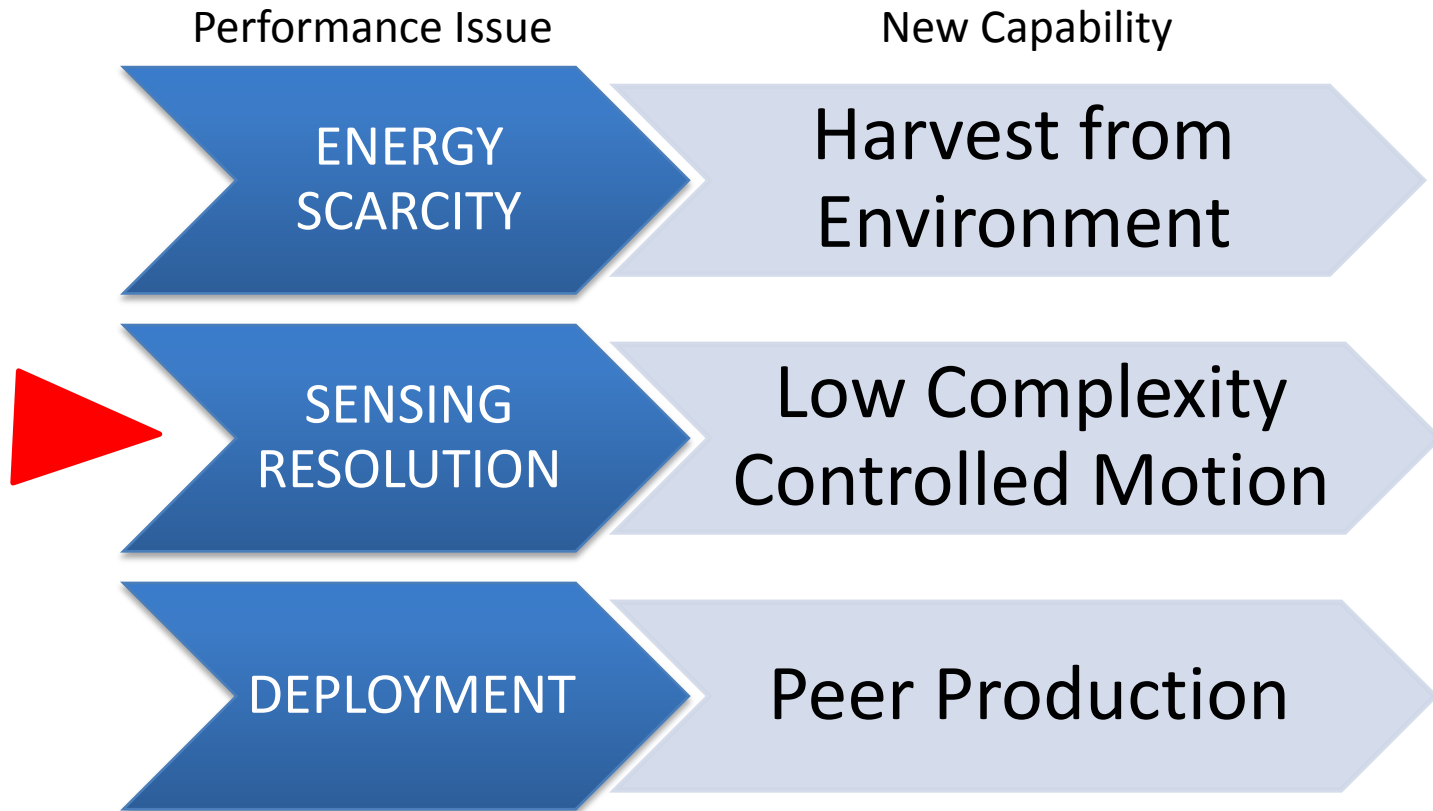 Performance Issue
New Capability
ENERGY
SCARCITY
Harvest from
Environment
SENSING
RESOLUTION
Low Complexity
Controlled Motion
DEPLOYMENT
Peer Production